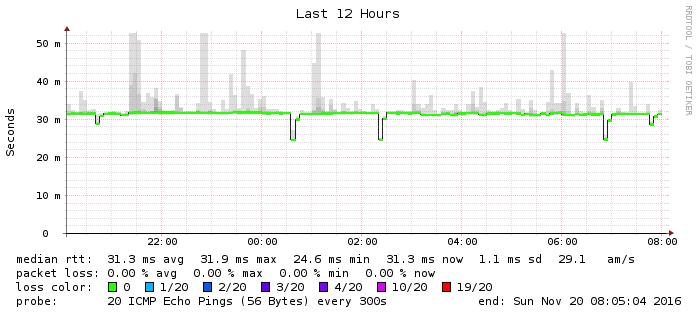 Last 12 Hours
RRDTOOL / TOBI OETIKER
Seconds
50 m
40 m
30 m
20 m
10 m
0
22:00 00:00 02:00 04:00 06:00 08:00
median rtt: 31.3 ms avg 31.9 ms max 24.6 ms min 31.3 ms now 1.1 ms sd 29.1 am/s
packet loss: 0.00 % avg 0.00 % max 0.00 % min 0.00 % now
loss color: 0 1/20 2/20 3/20 4/20 10/20 19/20
probe: 20 ICMP Echo Pings (56 Bytes) every 300s end: Sun Nov 20 08:05:04 2016